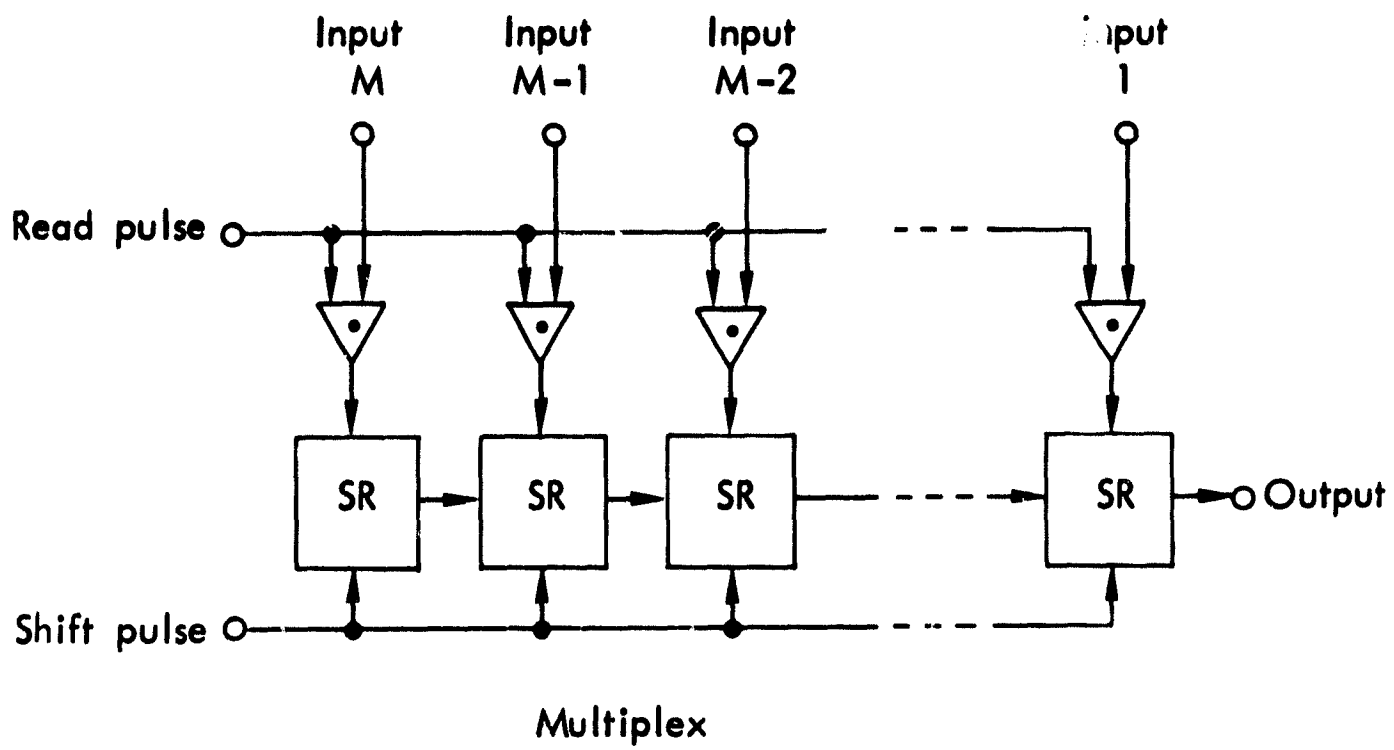 Input
M
Input
M-1
Input
M-2
1
Read pulse
SR
SR
SR
SR
Output
Shift pulse
Multiplex